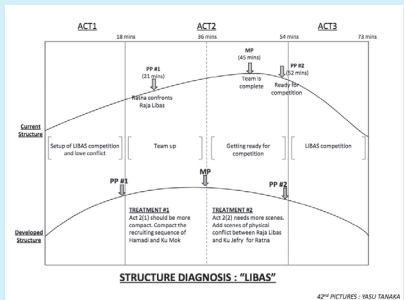 ACT1 ACT2 ACT3
18 mins 36 mins 54 mins 73 mins
MP
(45 mins)
PP #1
(21 mins)
PP #2
(52 mins)
Team is
complete
Ready for
competition
Ratna confronts
Raja Libas
Current
Structure
Setup of LIBAS competition
and love conflict
Team up
Getting ready for
competition
LIBAS competition
PP #1
MP
PP #2
TREATMENT #1
Act 2(1) should be more
compact. Compact the
recruiting sequence of
Hamadi and Ku Mok
TREATMENT #2
Act 2(2) needs more scenes.
Add scenes of physical
conflict between Raja Libas
and Ku Jefry for Ratna
Developed
Structure
STRUCTURE DIAGNOSIS : "LIBAS"
42nd PICTURES : YASU TANAKA